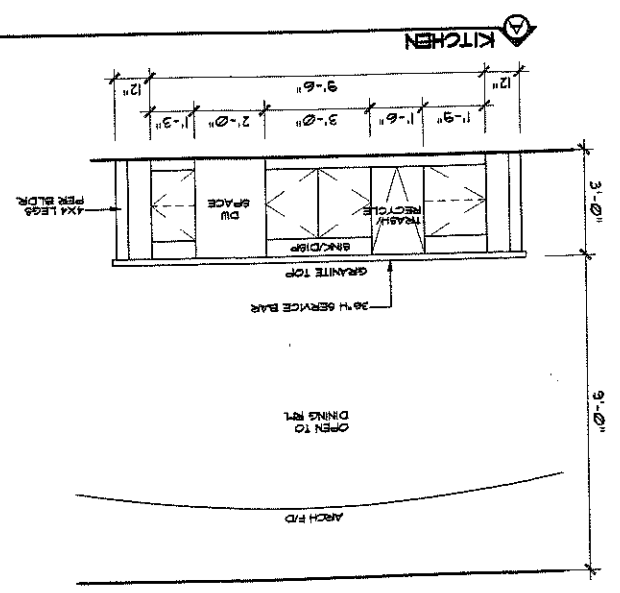 ARCH F/D
OPEN TO
DINING RM.
9'-0"
36"H SERVICE BAR
GRANITE TOP
3'-0"
SINK/DISP
TRASH/
RECYCLE
DW
SPACE
4X4 LEGS
PER BLDR.
12" 1'-9" 1'-6" 3'-0" 2'-0" 1'-3" 12"
9'-6"
A KITCHEN